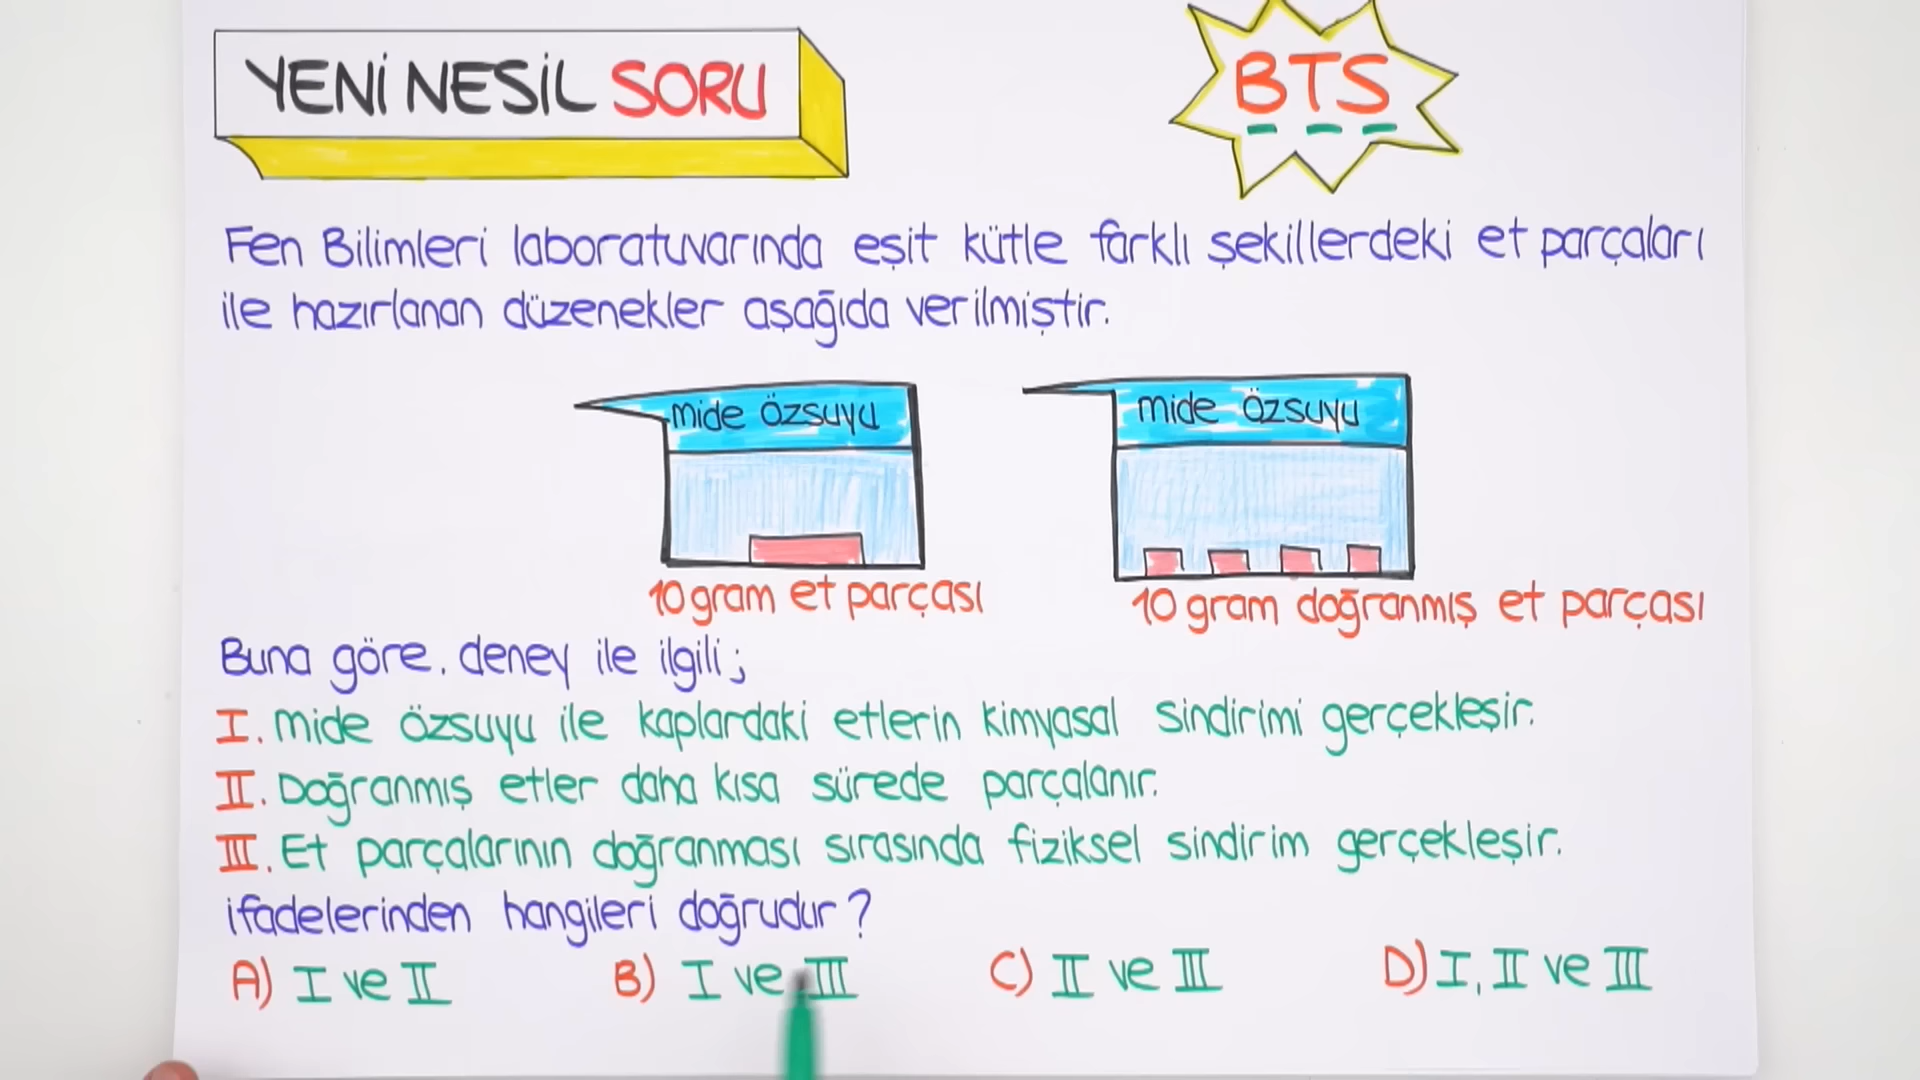 YENİ NESİL SORU
BTS
Fen Bilimleri laboratuvarında eşit kütle farklı şekillerdeki et parçaları
ile hazırlanan düzenekler aşağıda verilmiştir.
mide özsuyu
mide özsuyu
10 gram et parçası
10 gram doğranmış et parçası
Buna göre, deney ile ilgili;
I. mide özsuyu ile kaplardaki etlerin kimyasal sindirimi gerçekleşir.
II. Doğranmış etler daha kısa sürede parçalanır.
III. Et parçalarının doğranması sırasında fiziksel sindirim gerçekleşir.
ifadelerinden hangileri doğrudur?
A) I ve II B) I ve III C) II ve III D) I, II ve III